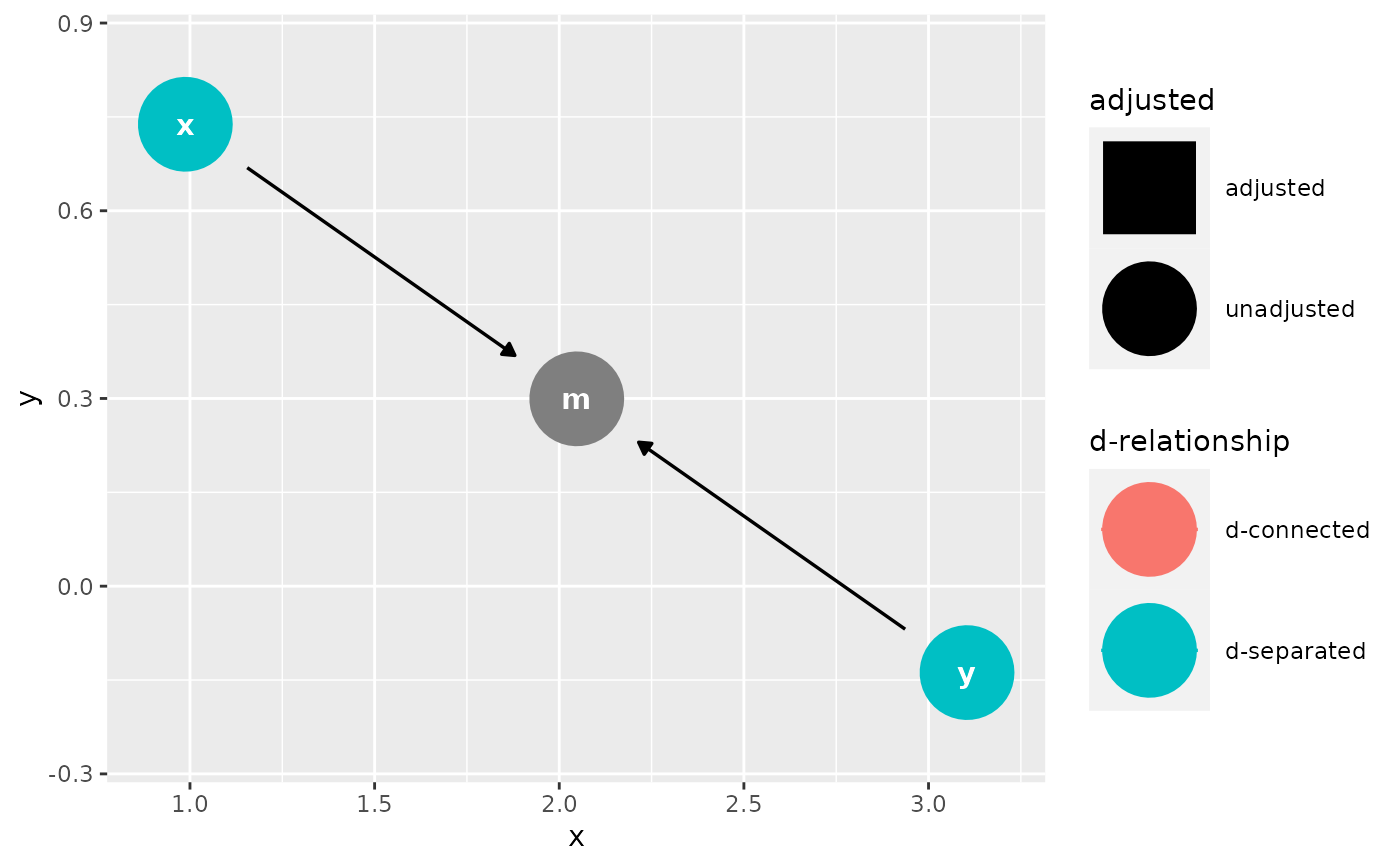 0.9
0.6
0.3
0.0
-0.3
y
x
m
y
1.0
1.5
2.0
2.5
3.0
x
adjusted
adjusted
unadjusted
d-relationship
d-connected
d-separated